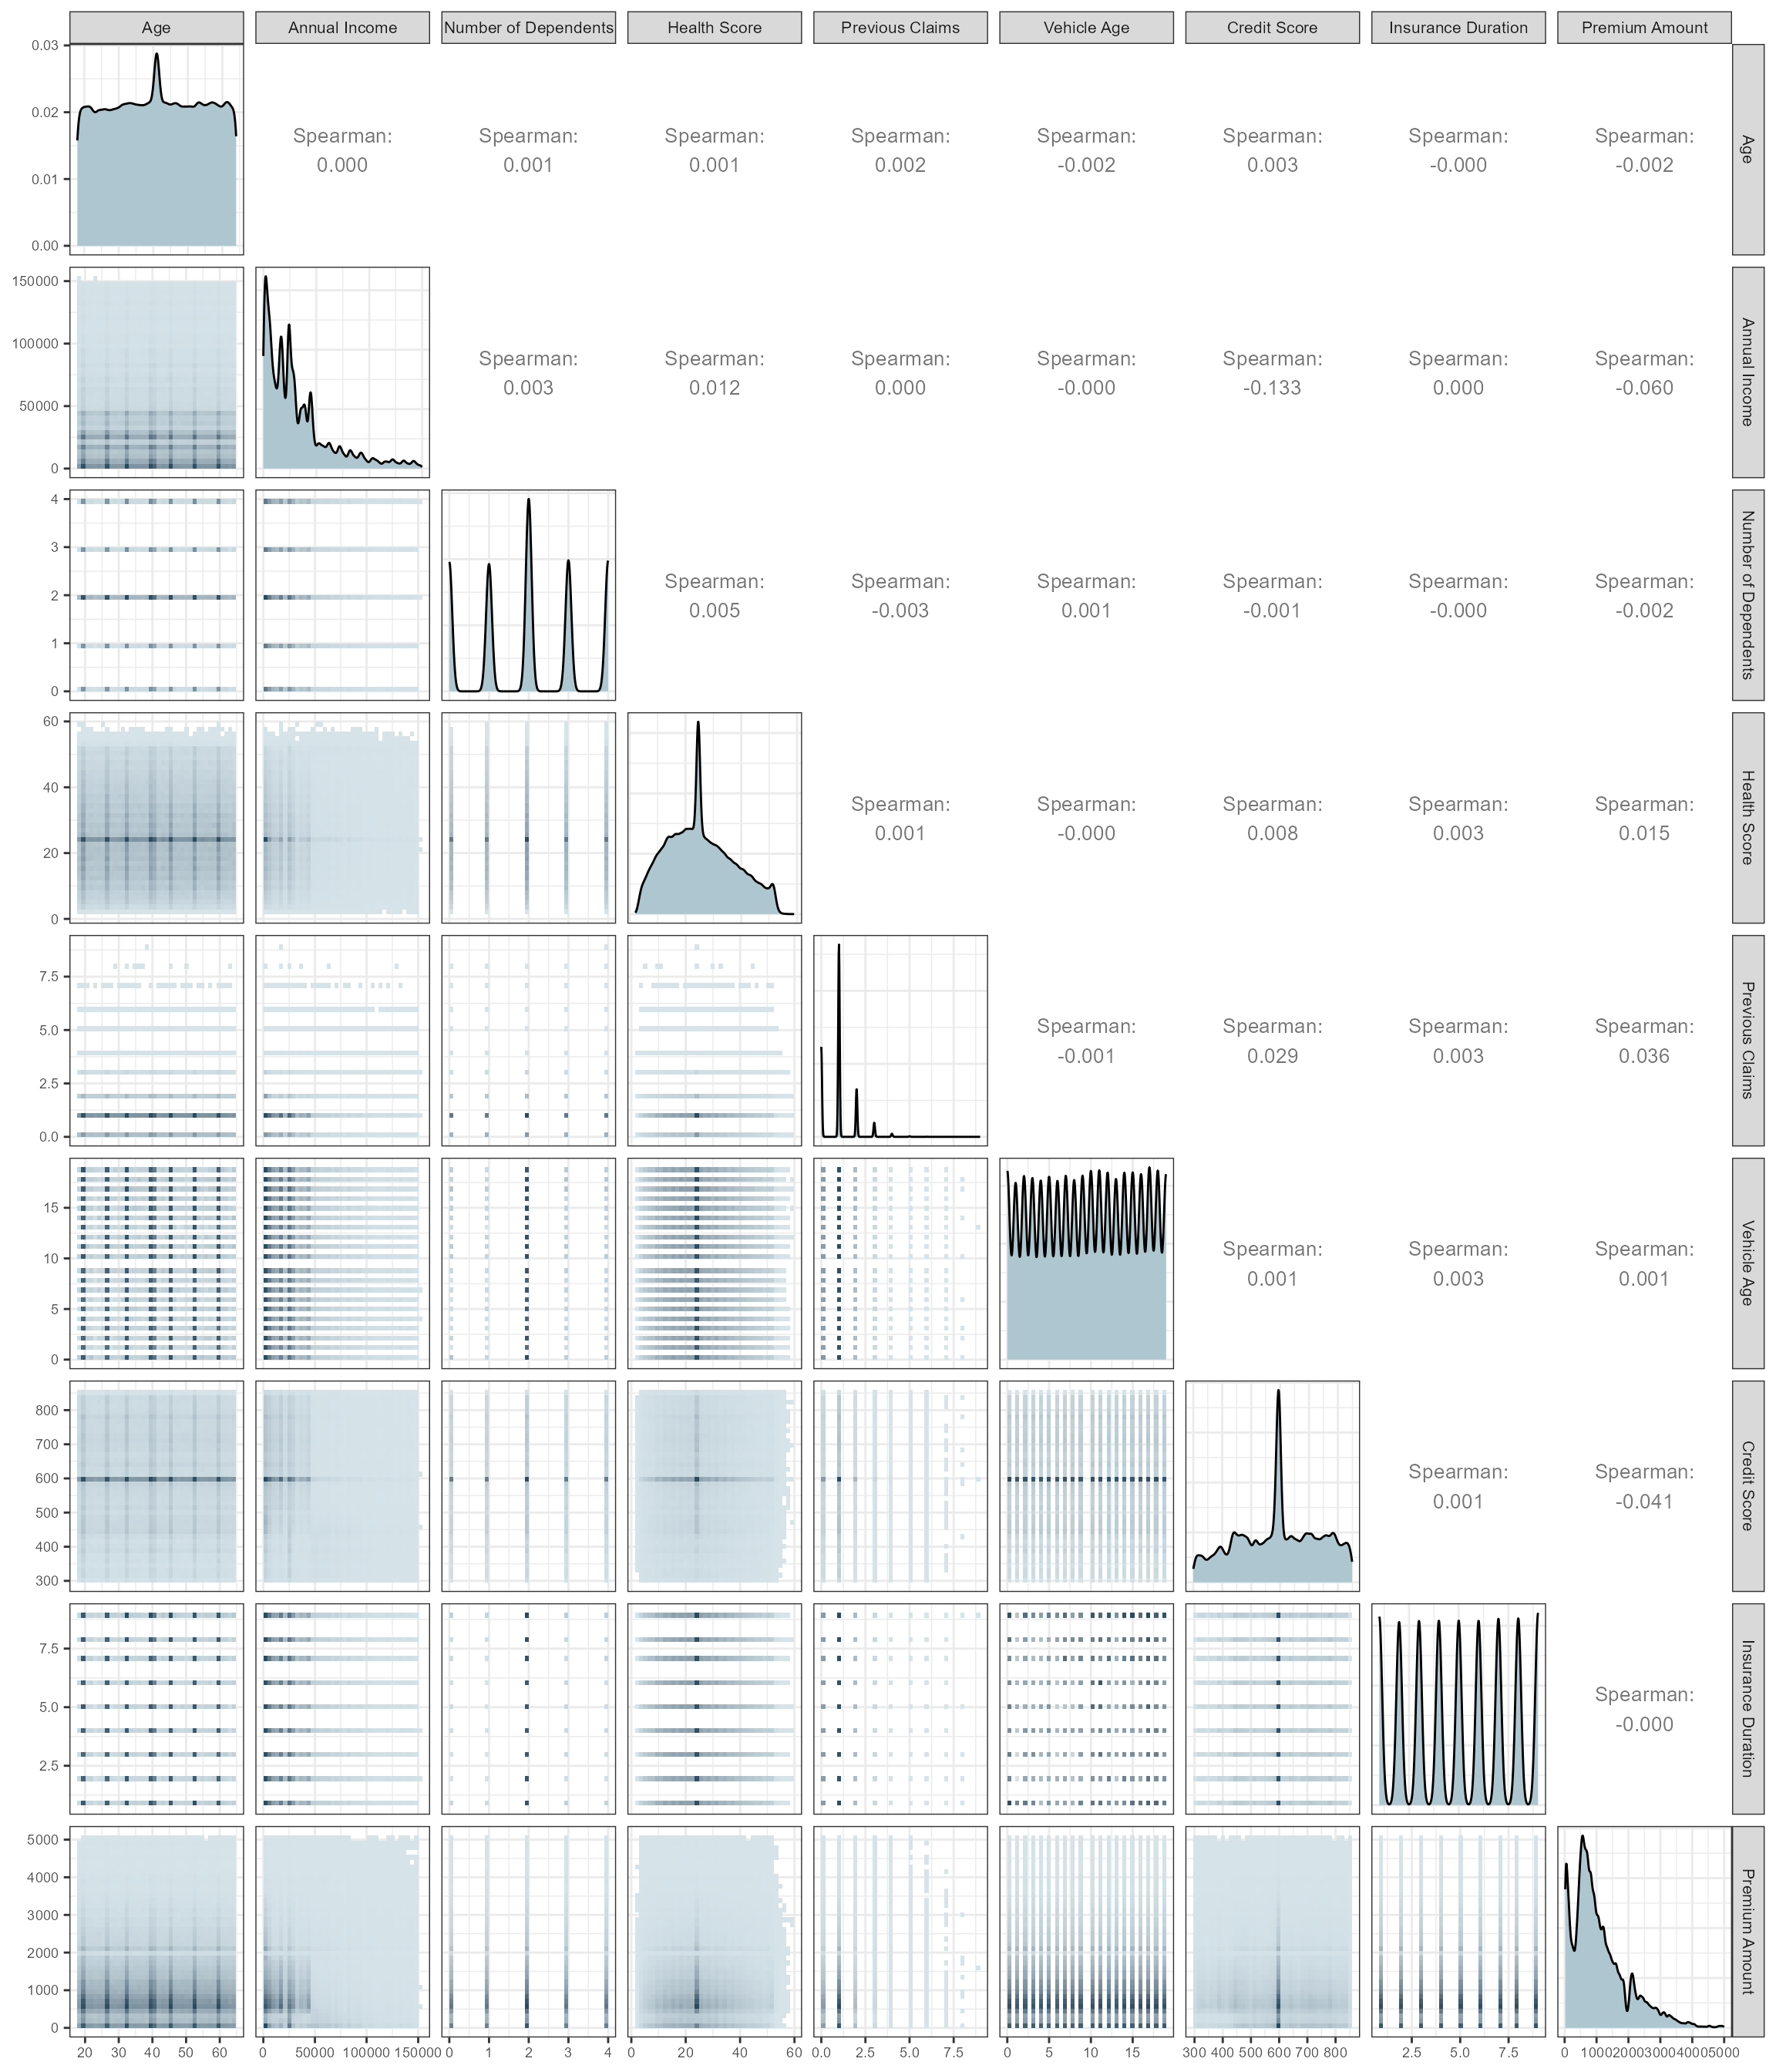 Age Annual Income Number of Dependents Health Score Previous Claims Vehicle Age Credit Score Insurance Duration Premium Amount
0.03
0.02
0.01
0.00
Spearman: Spearman: Spearman: Spearman: Spearman: Spearman: Spearman: Spearman:
0.000 0.001 0.001 0.002 -0.002 0.003 -0.000 -0.002
Age
150000
100000
50000
0
Spearman: Spearman: Spearman: Spearman: Spearman: Spearman: Spearman:
0.003 0.012 0.000 -0.000 -0.133 0.000 -0.060
Annual Income
4
3
2
1
0
Spearman: Spearman: Spearman: Spearman: Spearman: Spearman:
0.005 -0.003 0.001 -0.001 -0.000 -0.002
Number of Dependents
60
40
20
0
Spearman: Spearman: Spearman: Spearman: Spearman:
0.001 -0.000 0.008 0.003 0.015
Health Score
7.5
5.0
2.5
0.0
Spearman: Spearman: Spearman: Spearman:
-0.001 0.029 0.003 0.036
Previous Claims
15
10
5
0
Spearman: Spearman: Spearman:
0.001 0.003 0.001
Vehicle Age
800
700
600
500
400
300
Spearman: Spearman:
0.001 -0.041
Credit Score
7.5
5.0
2.5
Spearman:
-0.000
Insurance Duration
5000
4000
3000
2000
1000
0
Premium Amount
20 30 40 50 60 0 50000 100000 150000 0 1 2 3 4 0 20 40 60 0.0 2.5 5.0 7.5 0 5 10 15 300 400 500 600 700 800 2.5 5.0 7.5 0 1000 2000 3000 4000 5000